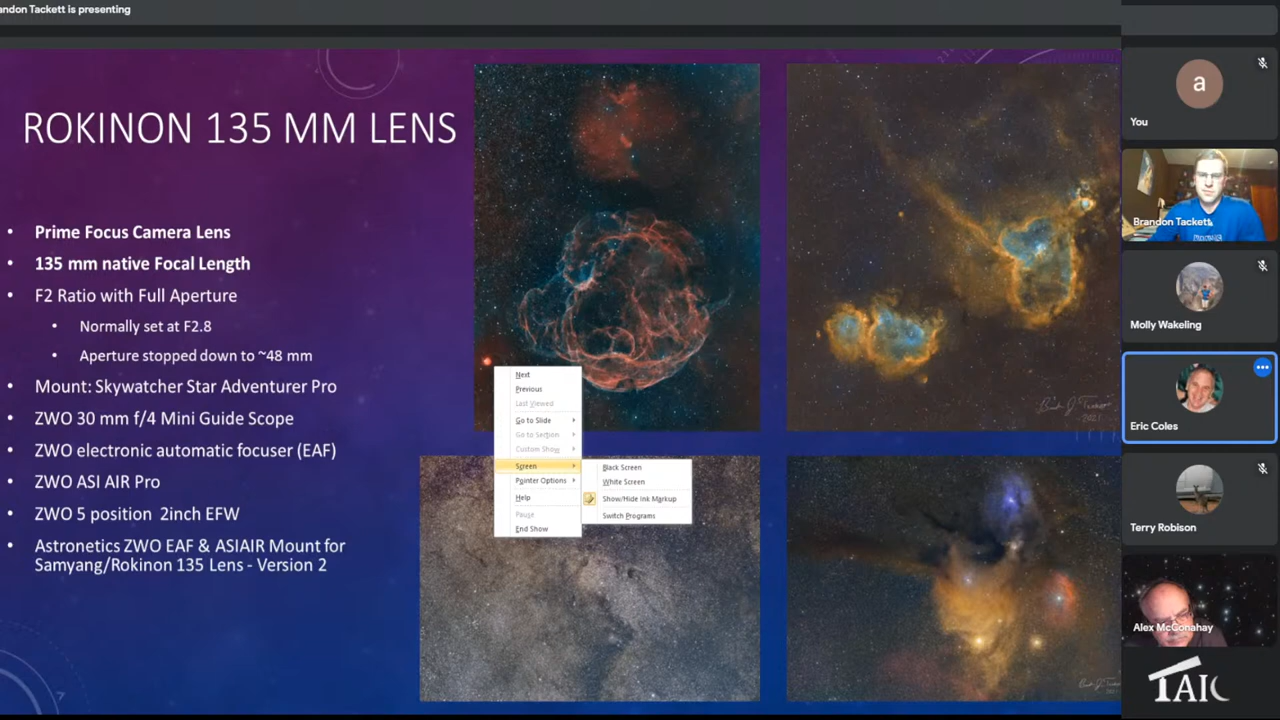 andon Tackett is presenting
ROKINON 135 MM LENS
• Prime Focus Camera Lens
• 135 mm native Focal Length
• F2 Ratio with Full Aperture
• Normally set at F2.8
• Aperture stopped down to ~48 mm
• Mount: Skywatcher Star Adventurer Pro
• ZWO 30 mm f/4 Mini Guide Scope
• ZWO electronic automatic focuser (EAF)
• ZWO ASI AIR Pro
• ZWO 5 position 2inch EFW
• Astronetics ZWO EAF & ASIAIR Mount for
Samyang/Rokinon 135 Lens - Version 2
Next
Previous
Last Viewed
Go to Slide
Go to Section
Custom Show
Screen
Pointer Options
Help
Pause
End Show
Black Screen
White Screen
Show/Hide Ink Markup
Switch Programs
2021
a
You
Brandon Tackett
Molly Wakeling
Eric Coles
Terry Robison
Alex McConahay
TAIC